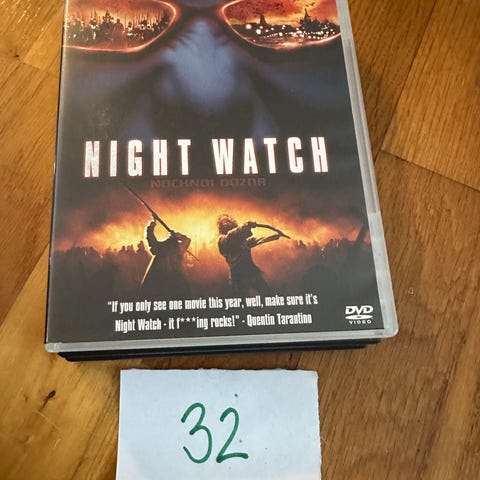 NIGHT WATCH
NOCHNOI DOZOR
"If you only see one movie this year, well, make sure it's
Night Watch - it f***ing rocks!" - Quentin Tarantino
DVD
VIDEO
32